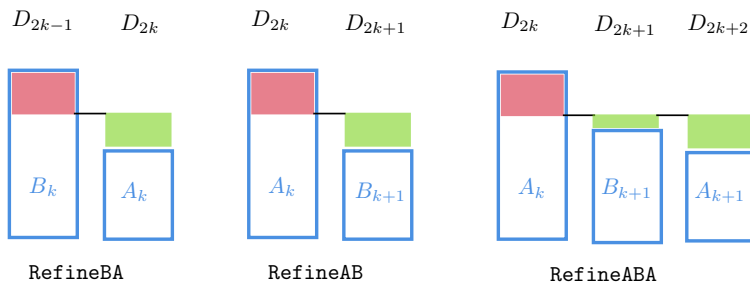 D_{2k-1} D_{2k} D_{2k} D_{2k+1} D_{2k} D_{2k+1} D_{2k+2}
B_k A_k A_k B_{k+1} A_k B_{k+1} A_{k+1}
RefineBA RefineAB RefineABA